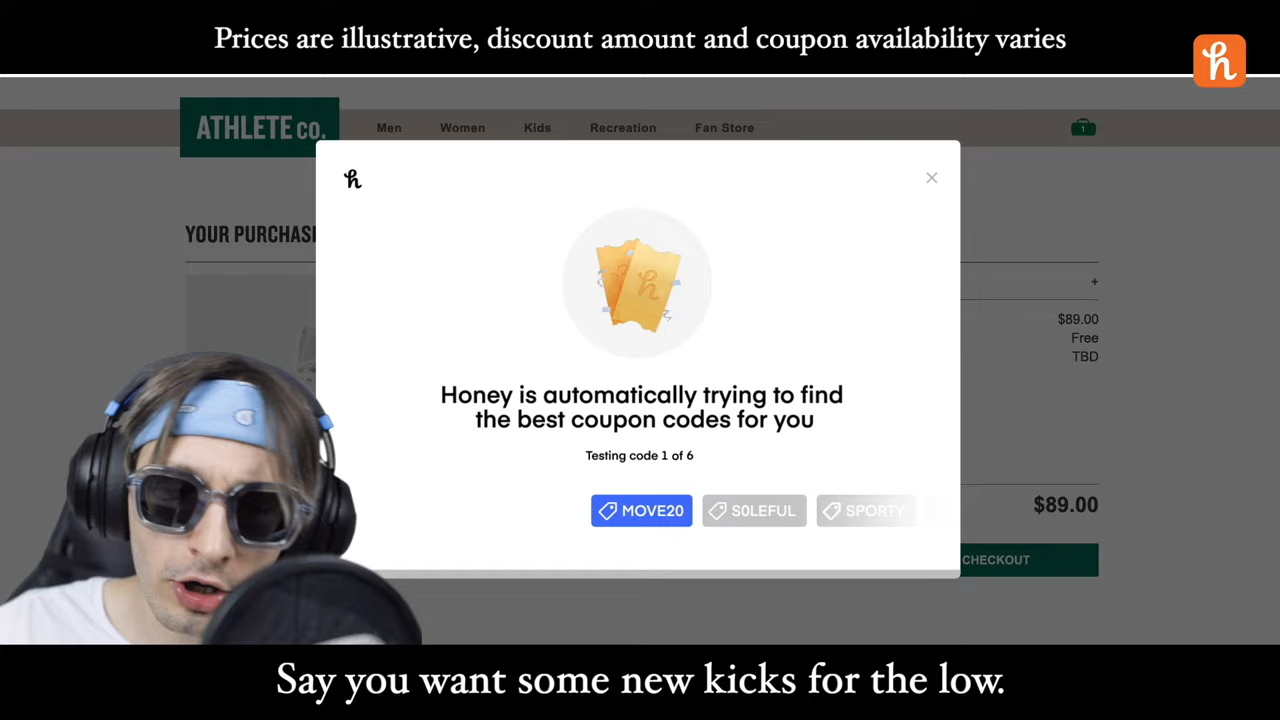 Prices are illustrative, discount amount and coupon availability varies
h
ATHLETE co.
Men Women Kids Recreation Fan Store
1
h
YOUR PURCHAS
+
$89.00
Free
TBD
h
Honey is automatically trying to find
the best coupon codes for you
Testing code 1 of 6
MOVE20 S0LEFUL SPORTY
$89.00
CHECKOUT
Say you want some new kicks for the low.